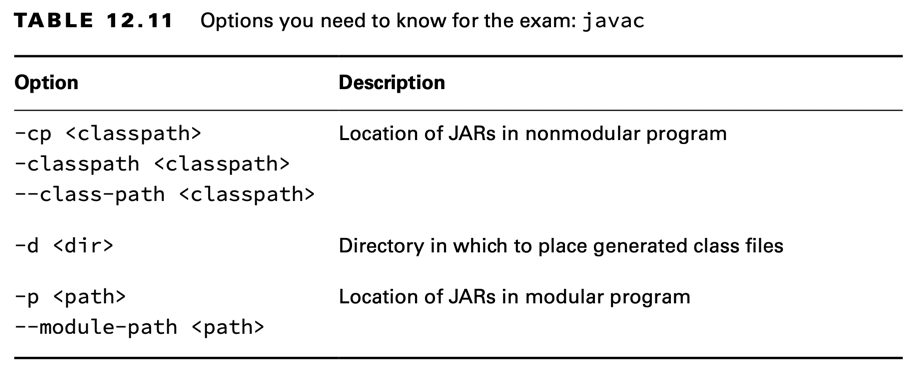 TABLE 12.11 Options you need to know for the exam: javac
Option Description
-cp <classpath> Location of JARs in nonmodular program
-classpath <classpath>
--class-path <classpath>
-d <dir> Directory in which to place generated class files
-p <path> Location of JARs in modular program
--module-path <path>